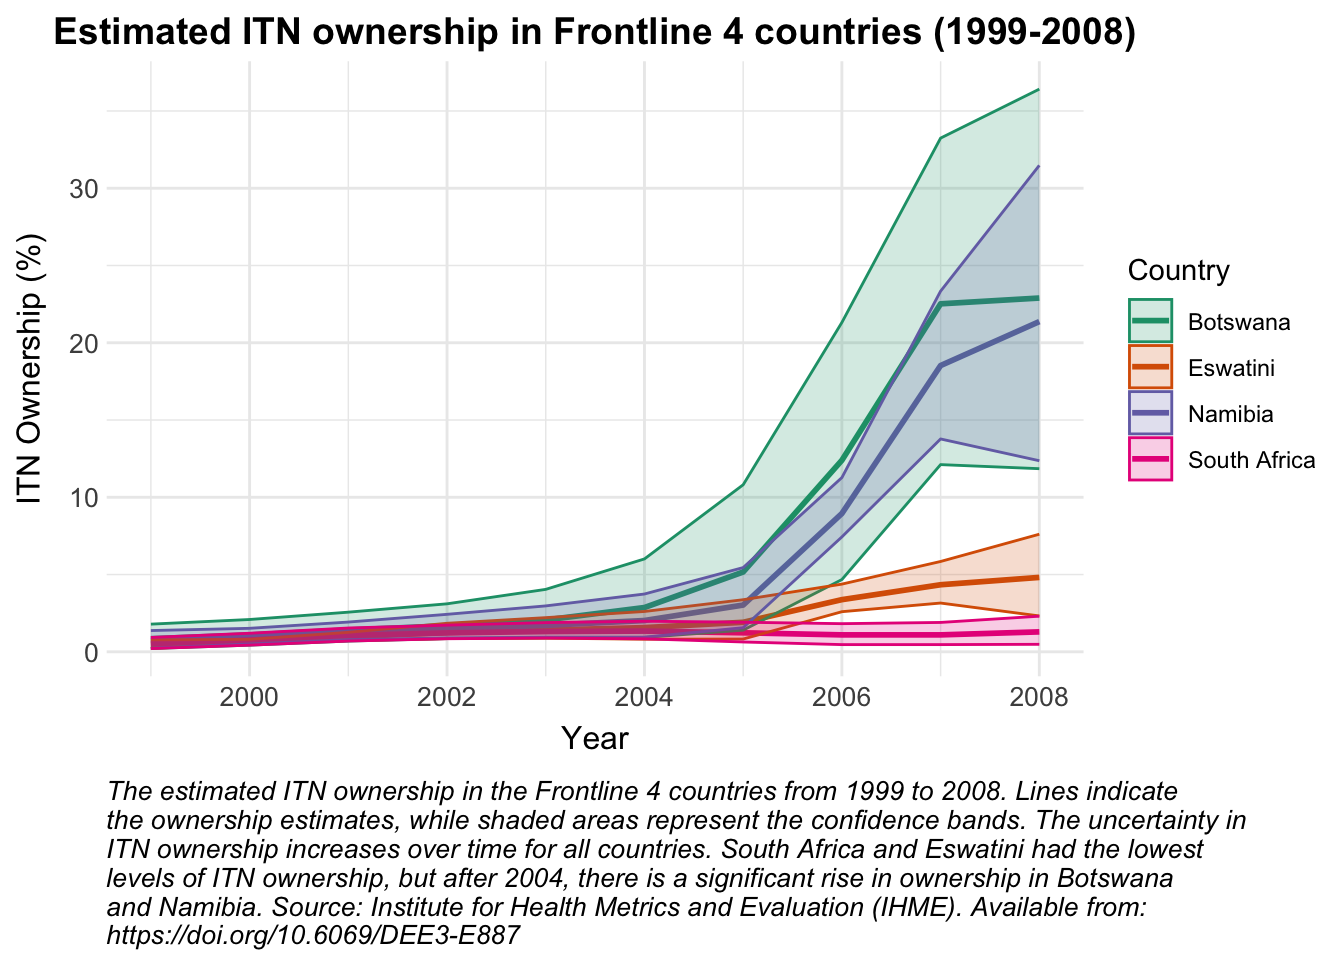 Estimated ITN ownership in Frontline 4 countries (1999-2008)
ITN Ownership (%)
30
20
10
0
2000 2002 2004 2006 2008
Year
Country
Botswana
Eswatini
Namibia
South Africa
The estimated ITN ownership in the Frontline 4 countries from 1999 to 2008. Lines indicate
the ownership estimates, while shaded areas represent the confidence bands. The uncertainty in
ITN ownership increases over time for all countries. South Africa and Eswatini had the lowest
levels of ITN ownership, but after 2004, there is a significant rise in ownership in Botswana
and Namibia. Source: Institute for Health Metrics and Evaluation (IHME). Available from:
https://doi.org/10.6069/DEE3-E887